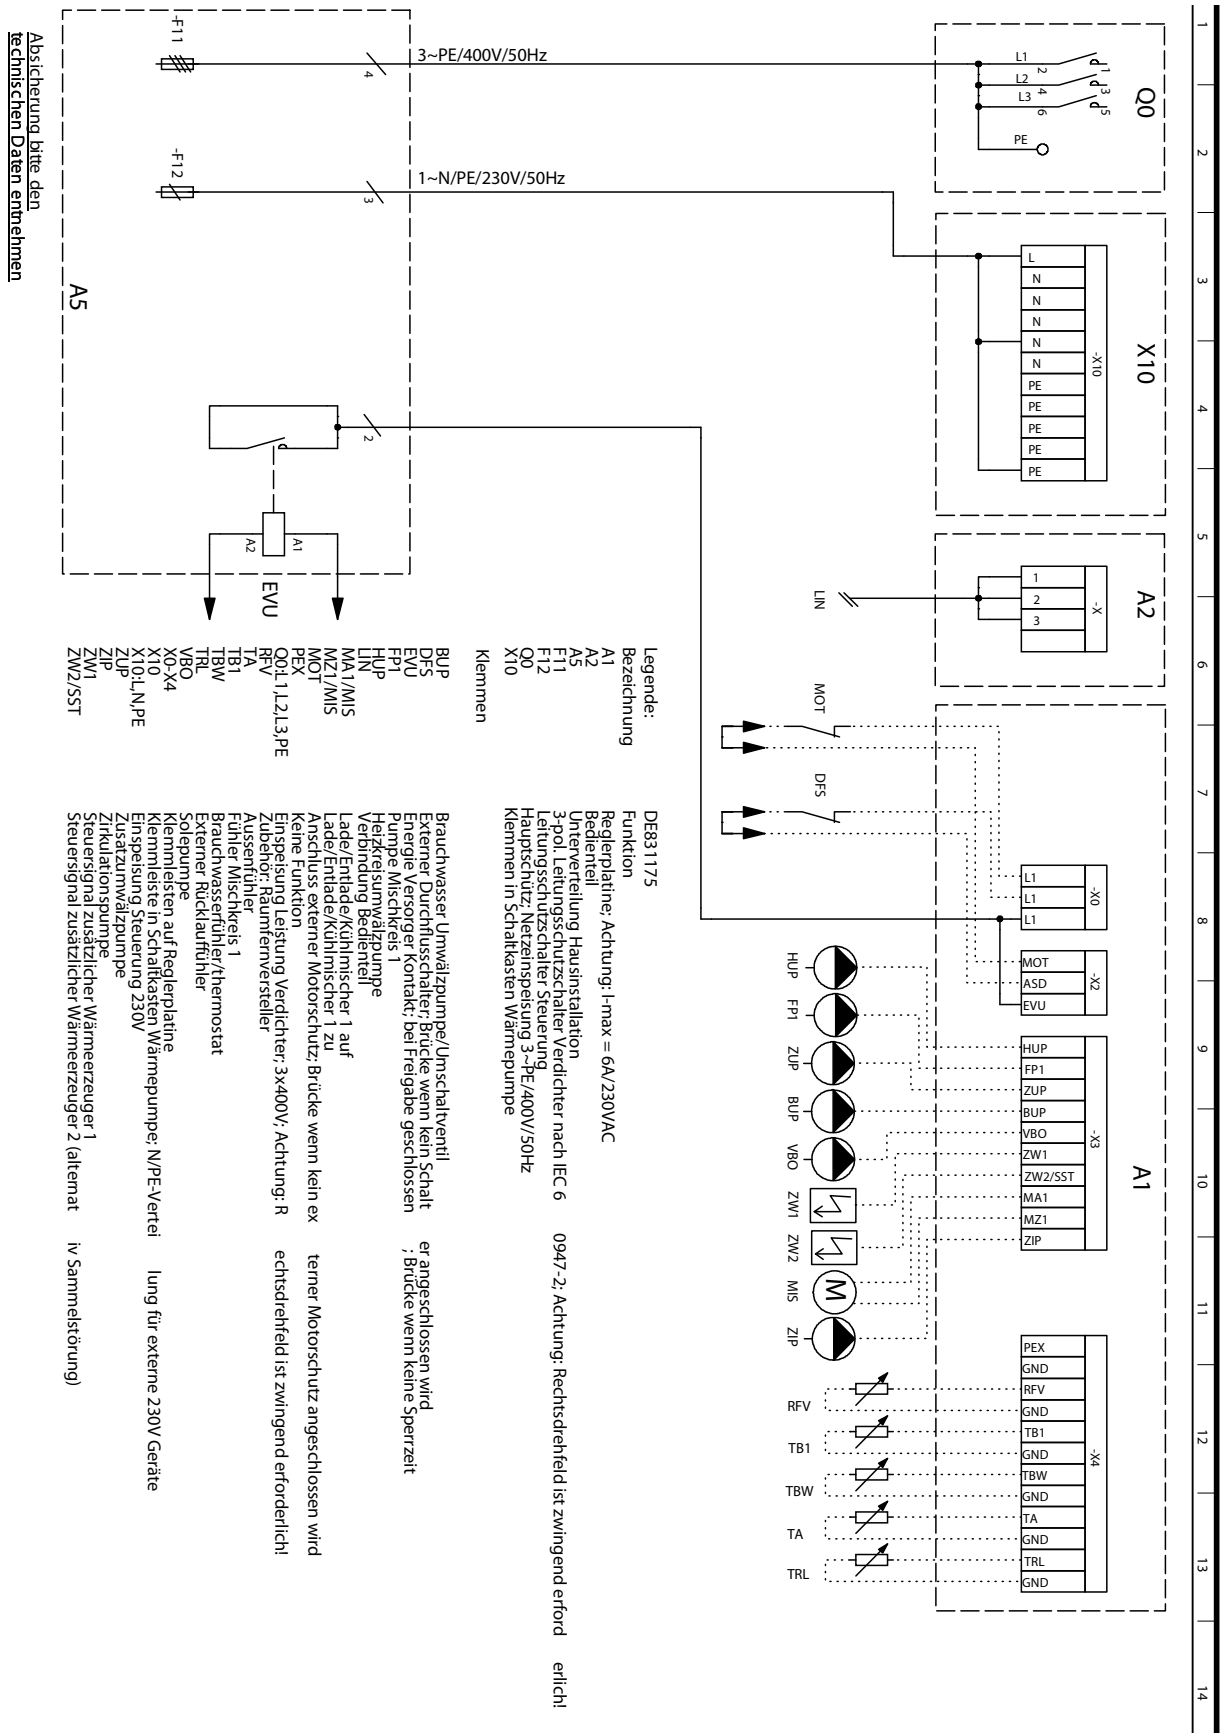 1
2
3
4
5
6
7
8
9
10
11
12
13
14
Q0
L1 2 1
L2 4 3
L3 6 5
PE
X10
-X10
L
N
N
N
N
N
PE
PE
PE
PE
PE
A2
-X
1
2
3
LIN
A1
-X0
L1
L1
L1
-X2
MOT
ASD
EVU
-X3
HUP
FP1
ZUP
BUP
VBO
ZW1
ZW2/SST
MA1
MZ1
ZIP
-X4
PEX
GND
RFV
GND
TB1
GND
TBW
GND
TA
GND
TRL
GND
MOT
DFS
HUP
FP1
ZUP
BUP
VBO
ZW1
ZW2
MIS
M
ZIP
RFV
TB1
TBW
TA
TRL
3~PE/400V/50Hz
1~N/PE/230V/50Hz
-F11
4
-F12
3
2
A5
A1
A2
EVU
Absicherung bitte den
technischen Daten entnehmen
Legende: DE831175
Bezeichnung Funktion
A1 Reglerplatine; Achtung: I-max = 6A/230VAC
A2 Bedienteil
A5 Unterverteilung Hausinstallation
F11 3-pol. Leitungsschutzschalter Verdichter nach IEC 6 0947-2; Achtung: Rechtsdrehfeld ist zwingend erford erlich!
F12 Leitungsschutzschalter Steuerung
Q0 Hauptschütz; Netzeinspeisung 3~PE/400V/50Hz
X10 Klemmen in Schaltkasten Wärmepumpe
Klemmen
BUP Brauchwasser Umwälzpumpe/Umschaltventil
DFS Externer Durchflusschalter; Brücke wenn kein Schalt er angeschlossen wird
EVU Energie Versorger Kontakt; bei Freigabe geschlossen ; Brücke wenn keine Sperrzeit
FP1 Pumpe Mischkreis 1
HUP Heizkreisumwälzpumpe
LIN Verbindung Bedienteil
MA1/MIS Lade/Entlade/Kühlmischer 1 auf
MZ1/MIS Lade/Entlade/Kühlmischer 1 zu
MOT Anschluss externer Motorschutz; Brücke wenn kein ex terner Motorschutz angeschlossen wird
PEX Keine Funktion
Q0:L1,L2,L3,PE Einspeisung Leistung Verdichter; 3x400V; Achtung: R echtsdrehfeld ist zwingend erforderlich!
RFV Zubehör: Raumfernversteller
TA Aussenfühler
TB1 Fühler Mischkreis 1
TBW Brauchwasserfühler/thermostat
TRL Externer Rücklauffühler
VBO Solepumpe
X0-X4 Klemmleisten auf Reglerplatine
X10 Klemmleiste in Schaltkasten Wärmepumpe; N/PE-Vertei lung für externe 230V Geräte
X10:L,N,PE Einspeisung Steuerung 230V
ZUP Zusatzumwälzpumpe
ZIP Zirkulationspumpe
ZW1 Steuersignal zusätzlicher Wärmeerzeuger 1
ZW2/SST Steuersignal zusätzlicher Wärmeerzeuger 2 (alternat iv Sammelstörung)